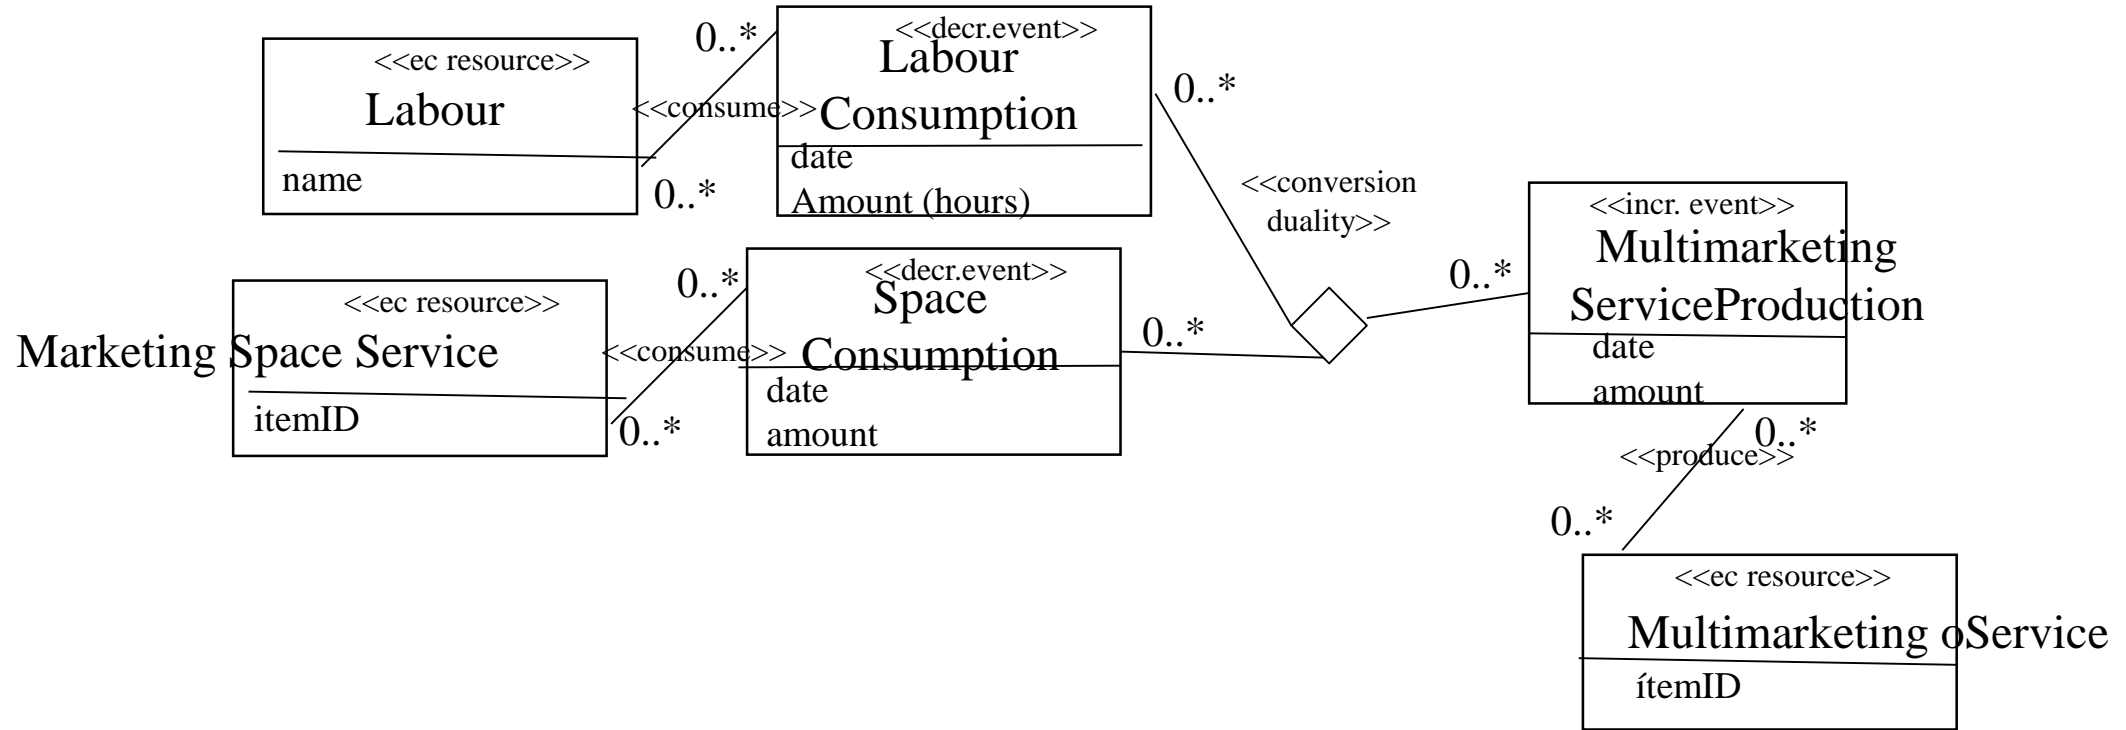 <<ec resource>>
Labour
name
0..*
<<consume>>
0..*
<<decr.event>>
Labour
Consumption
date
Amount (hours)
0..*
<<conversion
duality>>
<<ec resource>>
Marketing Space Service
itemID
0..*
<<consume>>
0..*
<<decr.event>>
Space
Consumption
date
amount
0..*
0..*
<<incr. event>>
Multimarketing
ServiceProduction
date
amount
0..*
<<produce>>
0..*
<<ec resource>>
Multimarketing oService
ítemID